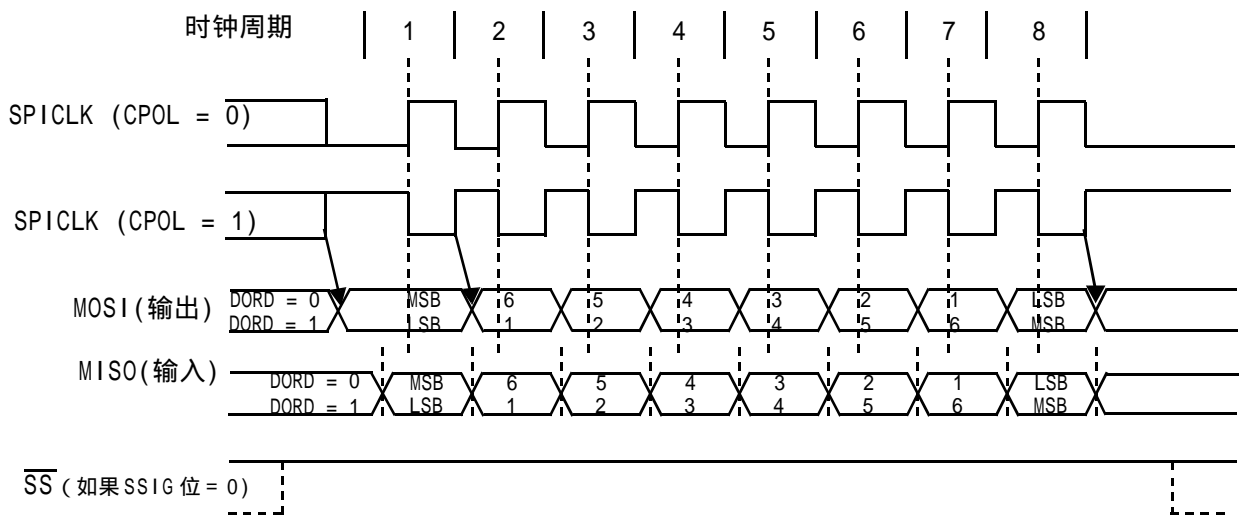 时钟周期 1 2 3 4 5 6 7 8
SPICLK (CPOL = 0)
SPICLK (CPOL = 1)
MOSI(输出) DORD = 0 MSB 6 5 4 3 2 1 LSB
DORD = 1 LSB 1 2 3 4 5 6 MSB
MISO(输入) DORD = 0 MSB 6 5 4 3 2 1 LSB
DORD = 1 LSB 1 2 3 4 5 6 MSB
SS (如果SSIG位=0)